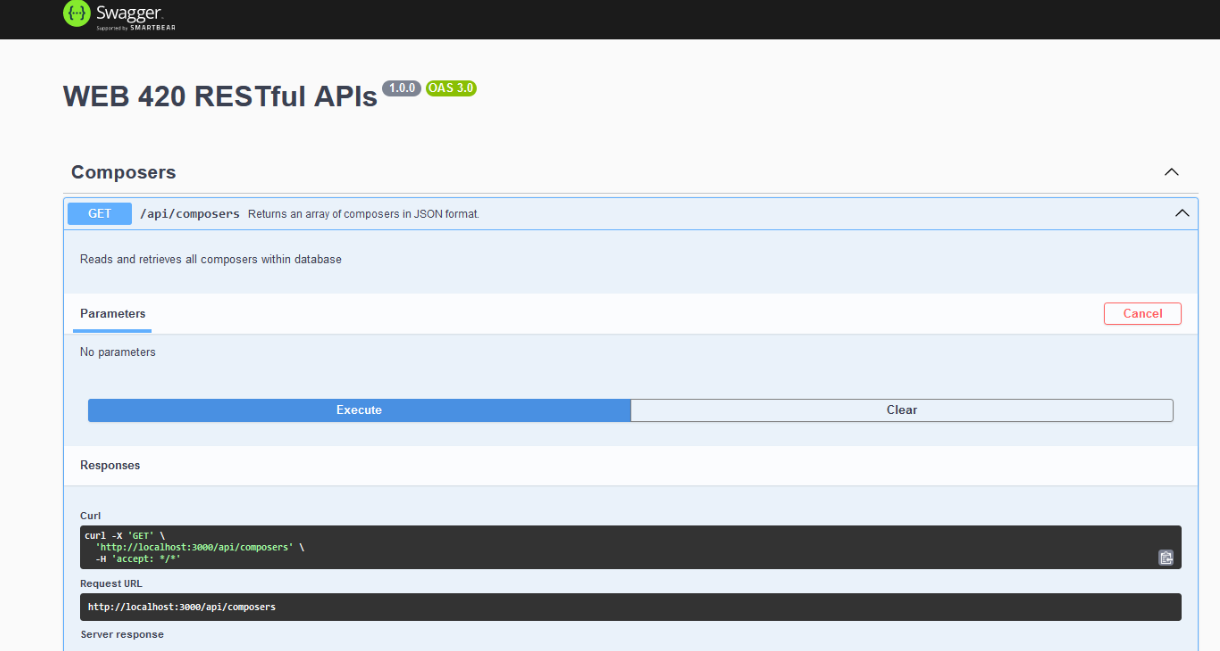 Swagger
Supported by SMARTBEAR
WEB 420 RESTful APIs 1.0.0 OAS 3.0
Composers
GET /api/composers Returns an array of composers in JSON format.
Reads and retrieves all composers within database
Parameters
Cancel
No parameters
Execute
Clear
Responses
Curl
curl -X 'GET' \
'http://localhost:3000/api/composers' \
-H 'accept: */*'
Request URL
http://localhost:3000/api/composers
Server response